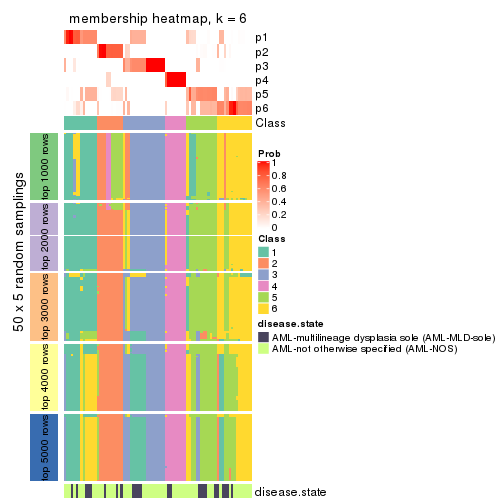 membership heatmap, k = 6
p1
p2
p3
p4
p5
p6
Class
50 x 5 random samplings
top 1000 rows
top 2000 rows
top 3000 rows
top 4000 rows
top 5000 rows
disease.state
Prob
1
0.8
0.6
0.4
0.2
0
Class
1
2
3
4
5
6
disease.state
AML-multilineage dysplasia sole (AML-MLD-sole)
AML-not otherwise specified (AML-NOS)